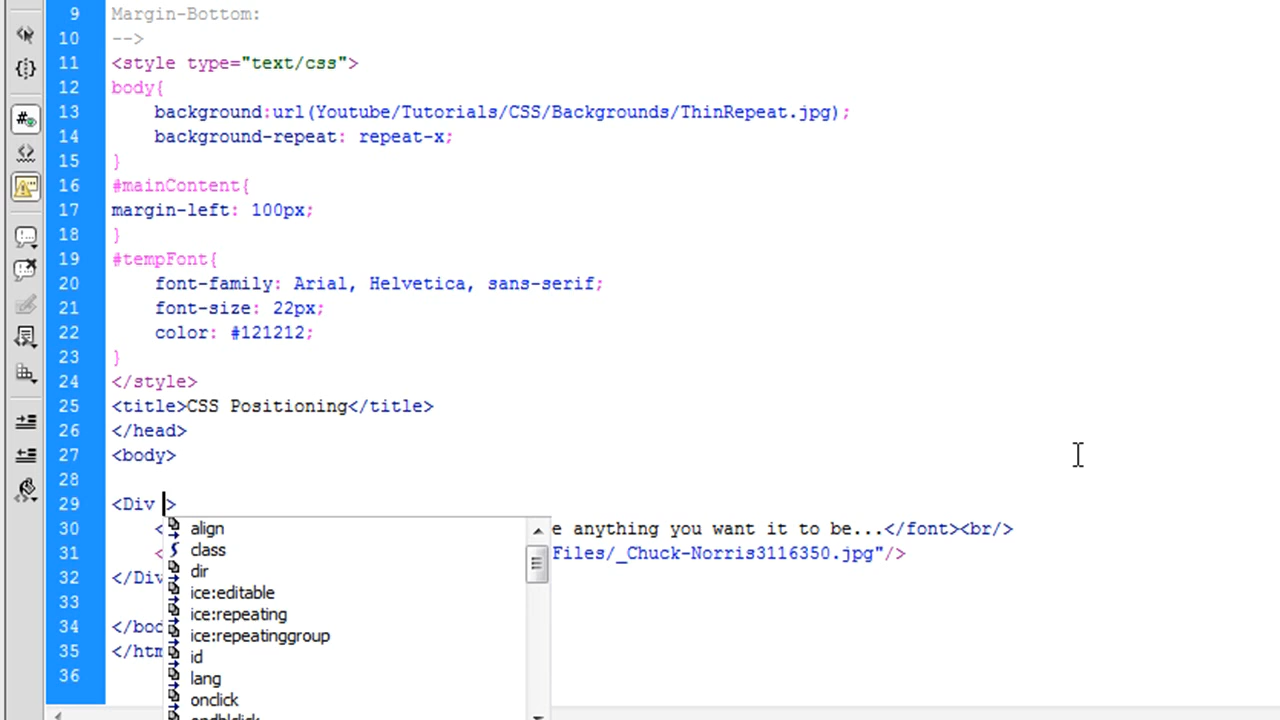 9 Margin-Bottom:
10 -->
11 <style type="text/css">
12 body{
13 background:url(Youtube/Tutorials/CSS/Backgrounds/ThinRepeat.jpg);
14 background-repeat: repeat-x;
15 }
16 #mainContent{
17 margin-left: 100px;
18 }
19 #tempFont{
20 font-family: Arial, Helvetica, sans-serif;
21 font-size: 22px;
22 color: #121212;
23 }
24 </style>
25 <title>CSS Positioning</title>
26 </head>
27 <body>
28
29 <Div >
30 < e anything you want it to be...</font><br/>
31 < Files/_Chuck-Norris3116350.jpg"/>
32 </Div
33
34 </bod
35 </htm
36
align
class
dir
ice:editable
ice:repeating
ice:repeatinggroup
id
lang
onclick